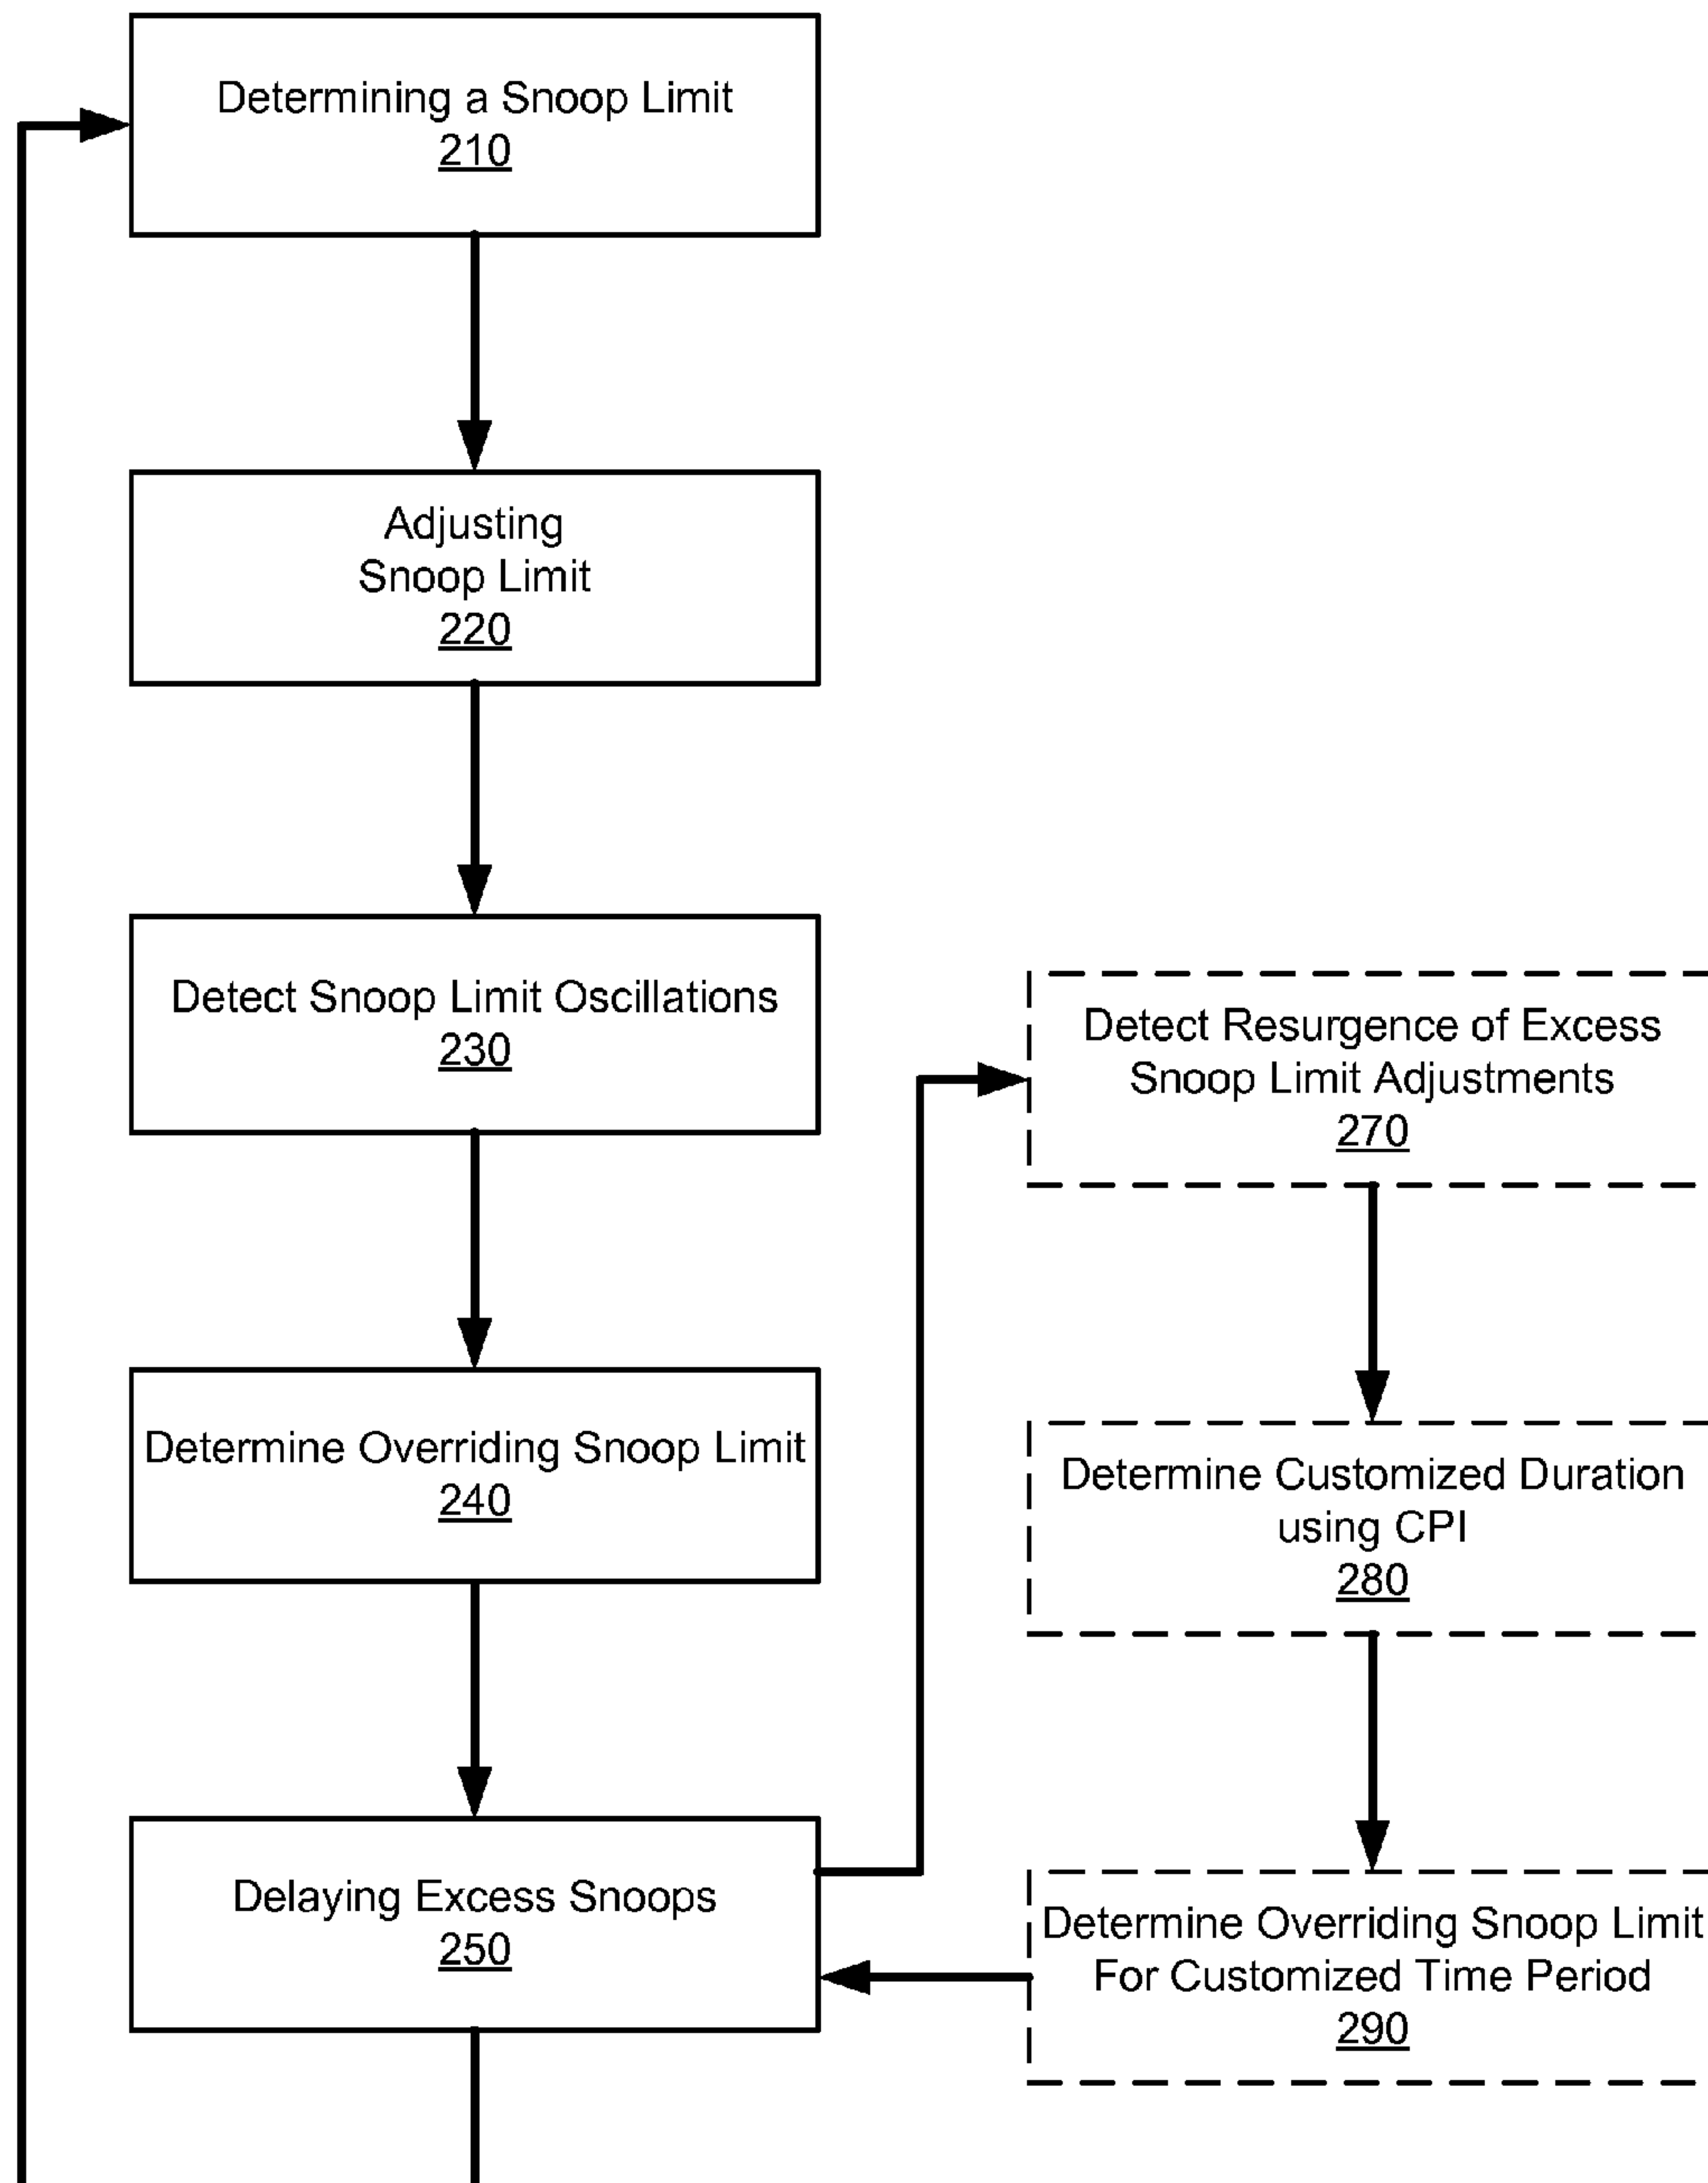 Determining a Snoop Limit
210
Adjusting
Snoop Limit
220
Detect Snoop Limit Oscillations
230
Determine Overriding Snoop Limit
240
Delaying Excess Snoops
250
Detect Resurgence of Excess
Snoop Limit Adjustments
270
Determine Customized Duration
using CPI
280
Determine Overriding Snoop Limit
For Customized Time Period
290